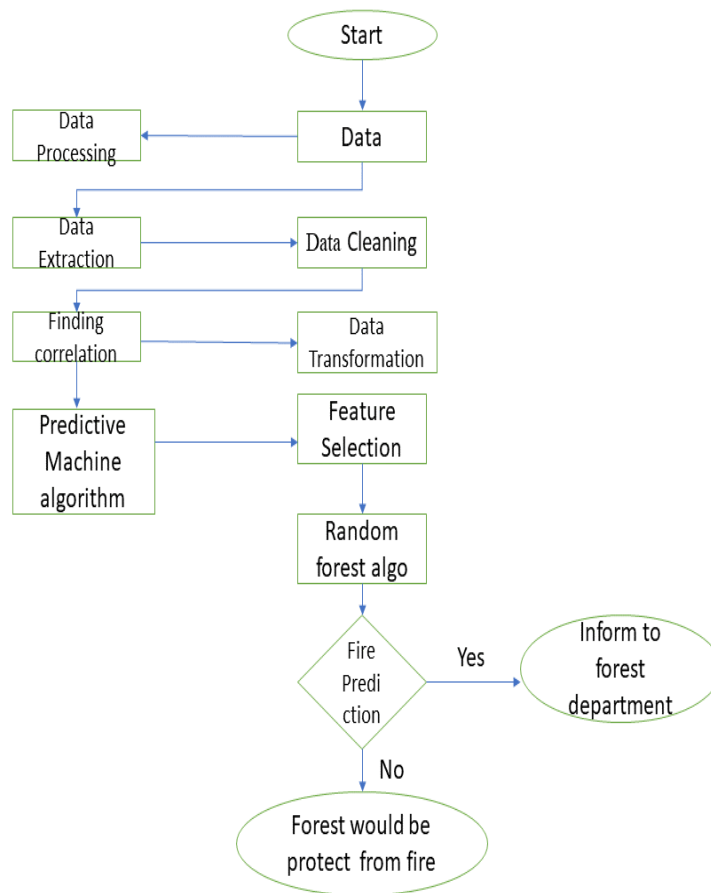 Start
Data
Processing
Data
Data
Extraction
Data Cleaning
Finding
correlation
Data
Transformation
Predictive
Machine
algorithm
Feature
Selection
Random
forest algo
Fire
Predi
ction
Yes
Inform to
forest
department
No
Forest would be
protect from fire